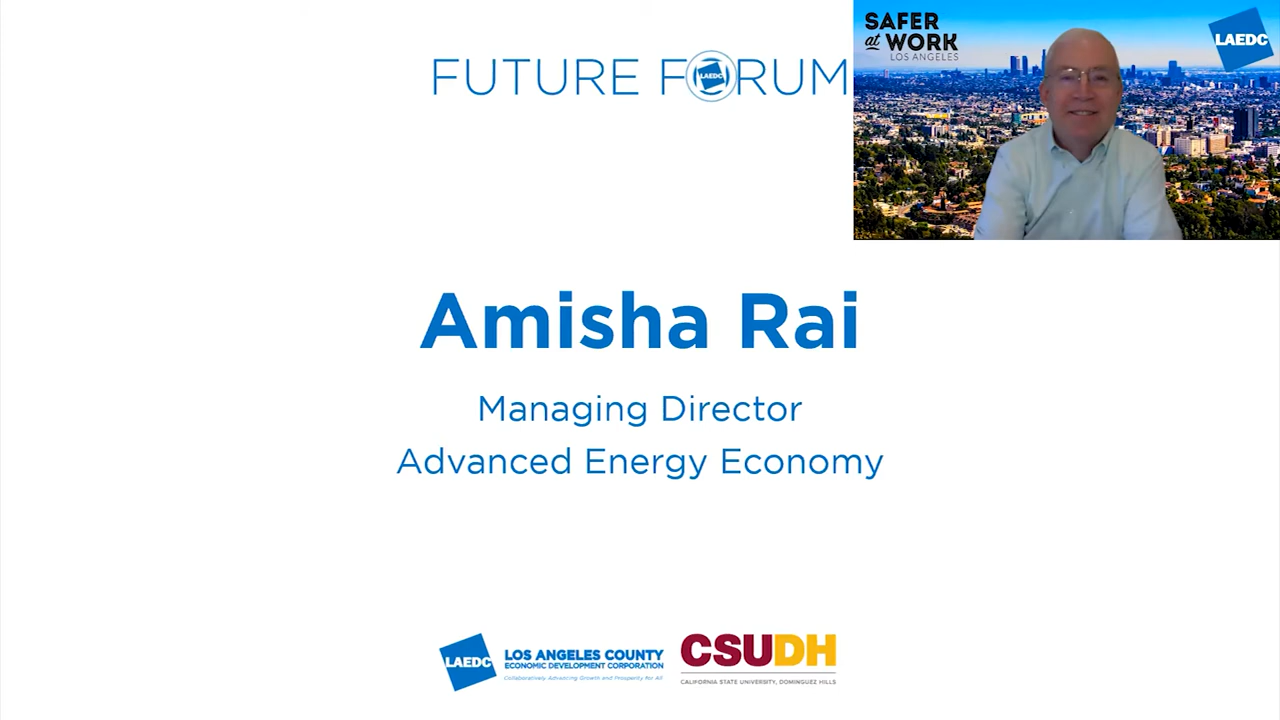 FUTURE FORUM
LAEDC
SAFER
at WORK
LOS ANGELES
LAEDC
Amisha Rai
Managing Director
Advanced Energy Economy
LAEDC
LOS ANGELES COUNTY
ECONOMIC DEVELOPMENT CORPORATION
Collaboratively Advancing Growth and Prosperity for All
CSUDH
CALIFORNIA STATE UNIVERSITY, DOMINGUEZ HILLS